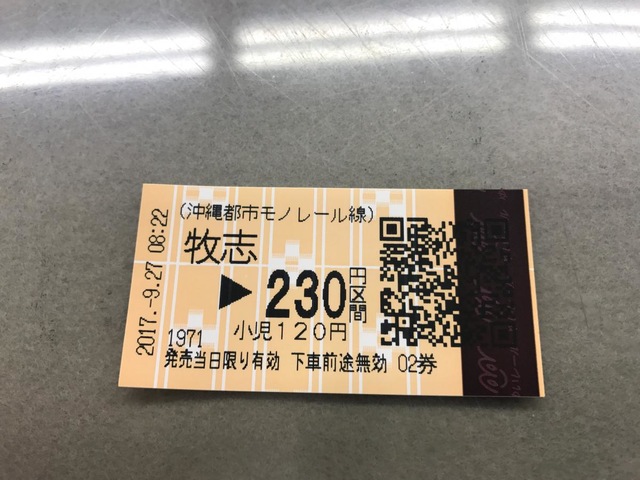 (沖縄都市モノレール線)
牧志
▶230円区間
小児120円
1971
発売当日限り有効 下車前途無効 02券
2017.-9.27 08:22